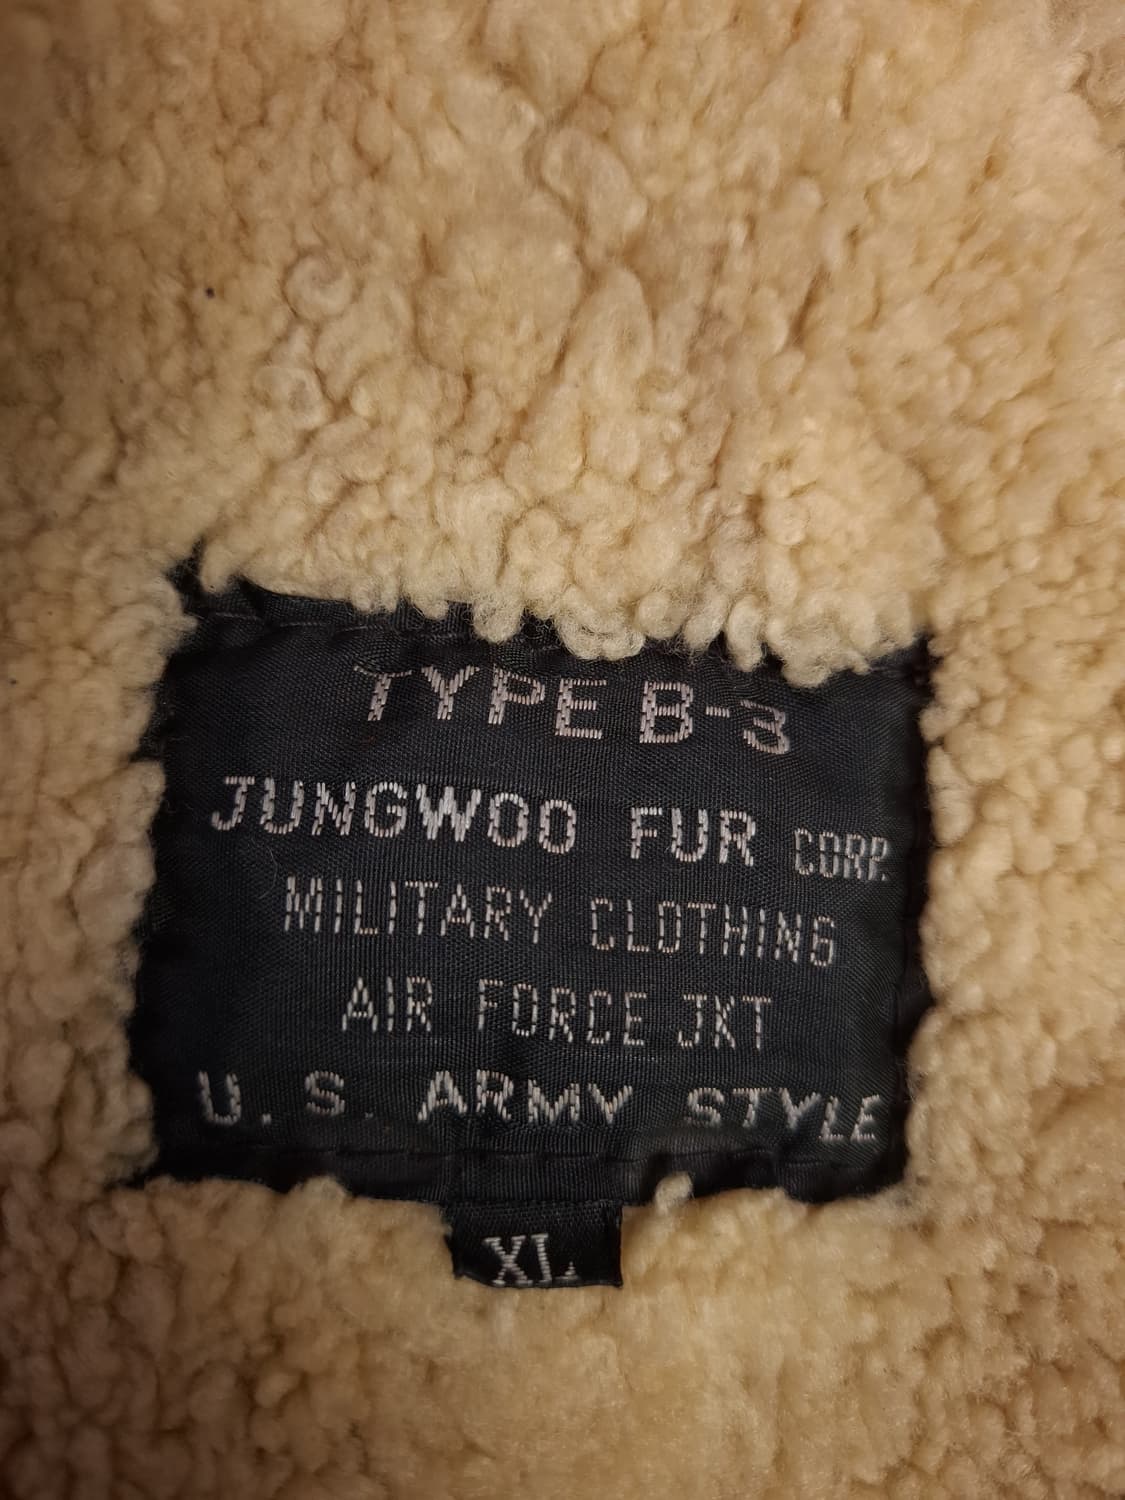 TYPE B-3
JUNGWOO FUR CORP.
MILITARY CLOTHING
AIR FORCE JKT
U.S. ARMY STYLE
XL